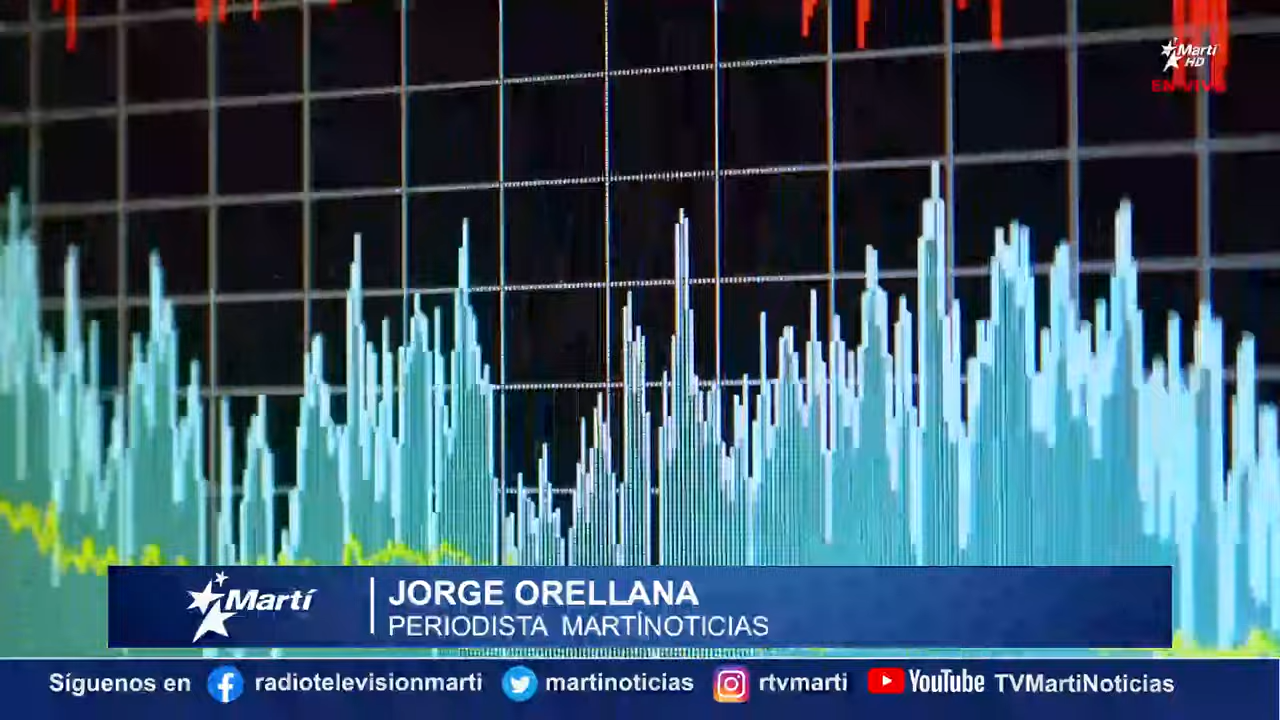 Martí
HD
EN VIVO
Martí
JORGE ORELLANA
PERIODISTA MARTÍNOTICIAS
Síguenos en radiotelevisionmarti martinoticias rtvmarti YouTube TVMartiNoticias